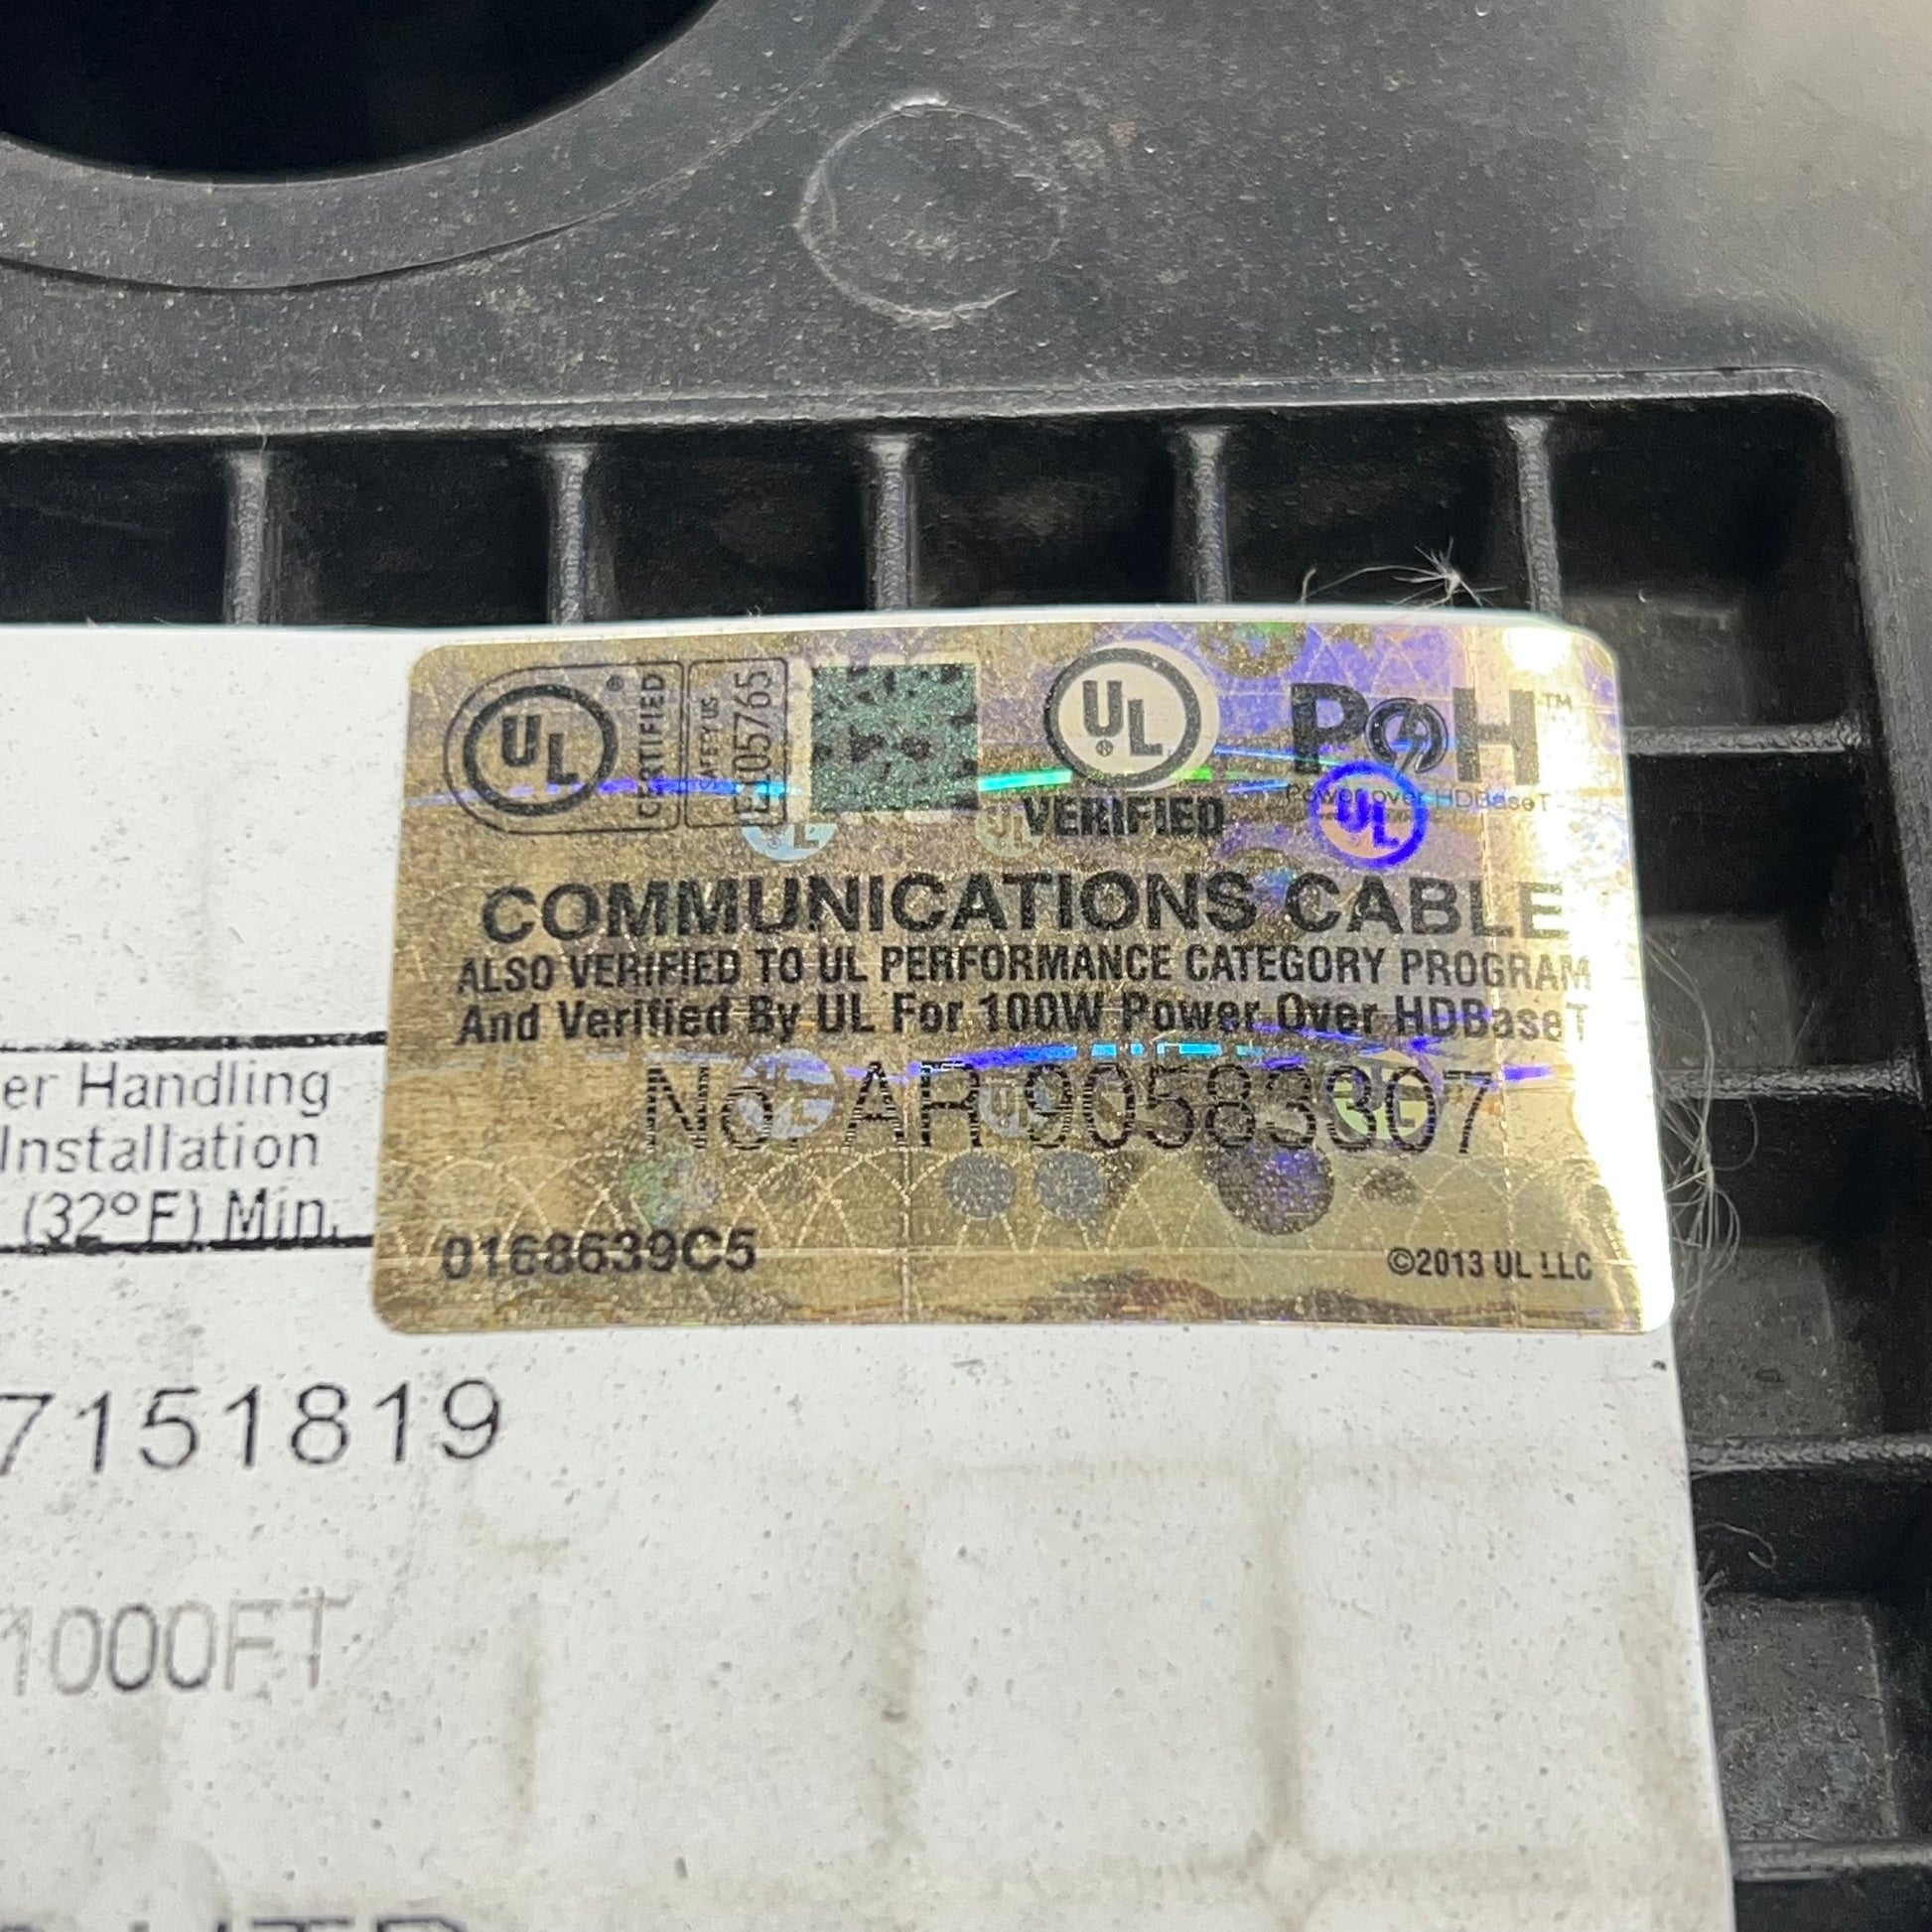 UL
®
CERTIFIED
SAFETY US
E105765
UL
®
VERIFIED
PoH™
Power over HDBaseT
UL
COMMUNICATIONS CABLE
ALSO VERIFIED TO UL PERFORMANCE CATEGORY PROGRAM
And Verified By UL For 100W Power Over HDBaseT
No. AR 90583307
0168639C5
©2013 UL LLC
er Handling
Installation
(32°F) Min.
7151819
1000FT